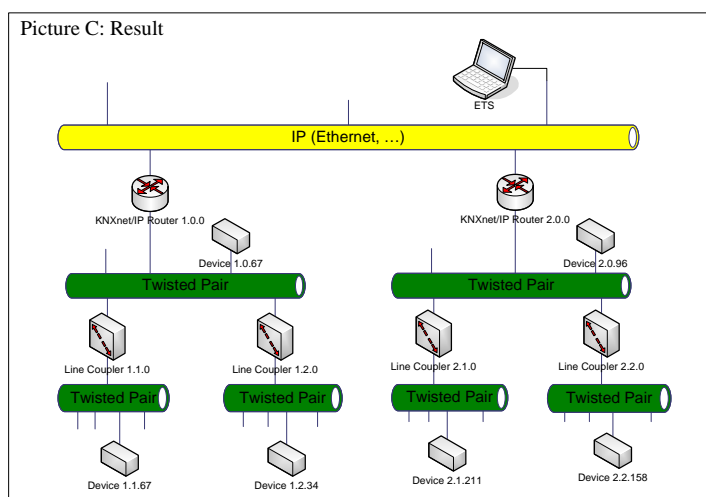 Picture C: Result
ETS
IP (Ethernet, ...)
KNXnet/IP Router 1.0.0
KNXnet/IP Router 2.0.0
Device 1.0.67
Device 2.0.96
Twisted Pair
Twisted Pair
Line Coupler 1.1.0
Line Coupler 1.2.0
Line Coupler 2.1.0
Line Coupler 2.2.0
Twisted Pair
Twisted Pair
Twisted Pair
Twisted Pair
Device 1.1.67
Device 1.2.34
Device 2.1.211
Device 2.2.158